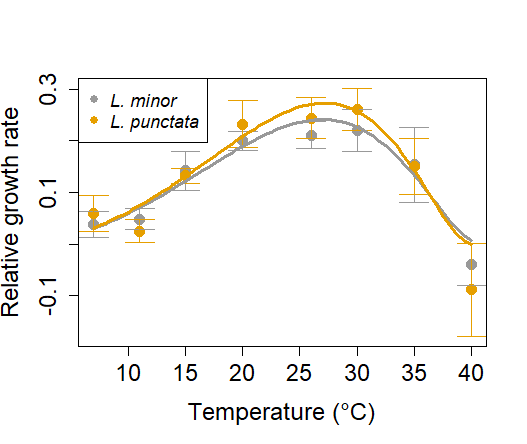 L. minor
L. punctata
Relative growth rate
0.3
0.1
-0.1
10 15 20 25 30 35 40
Temperature (°C)